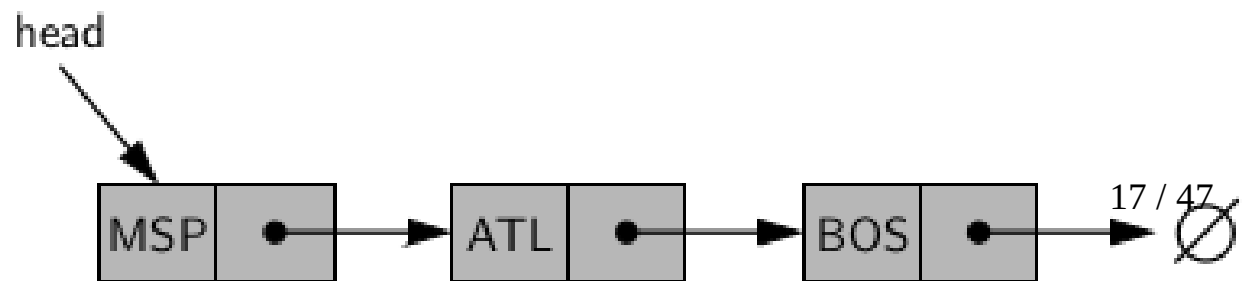 head
17 / 47
MSP ATL BOS ∅